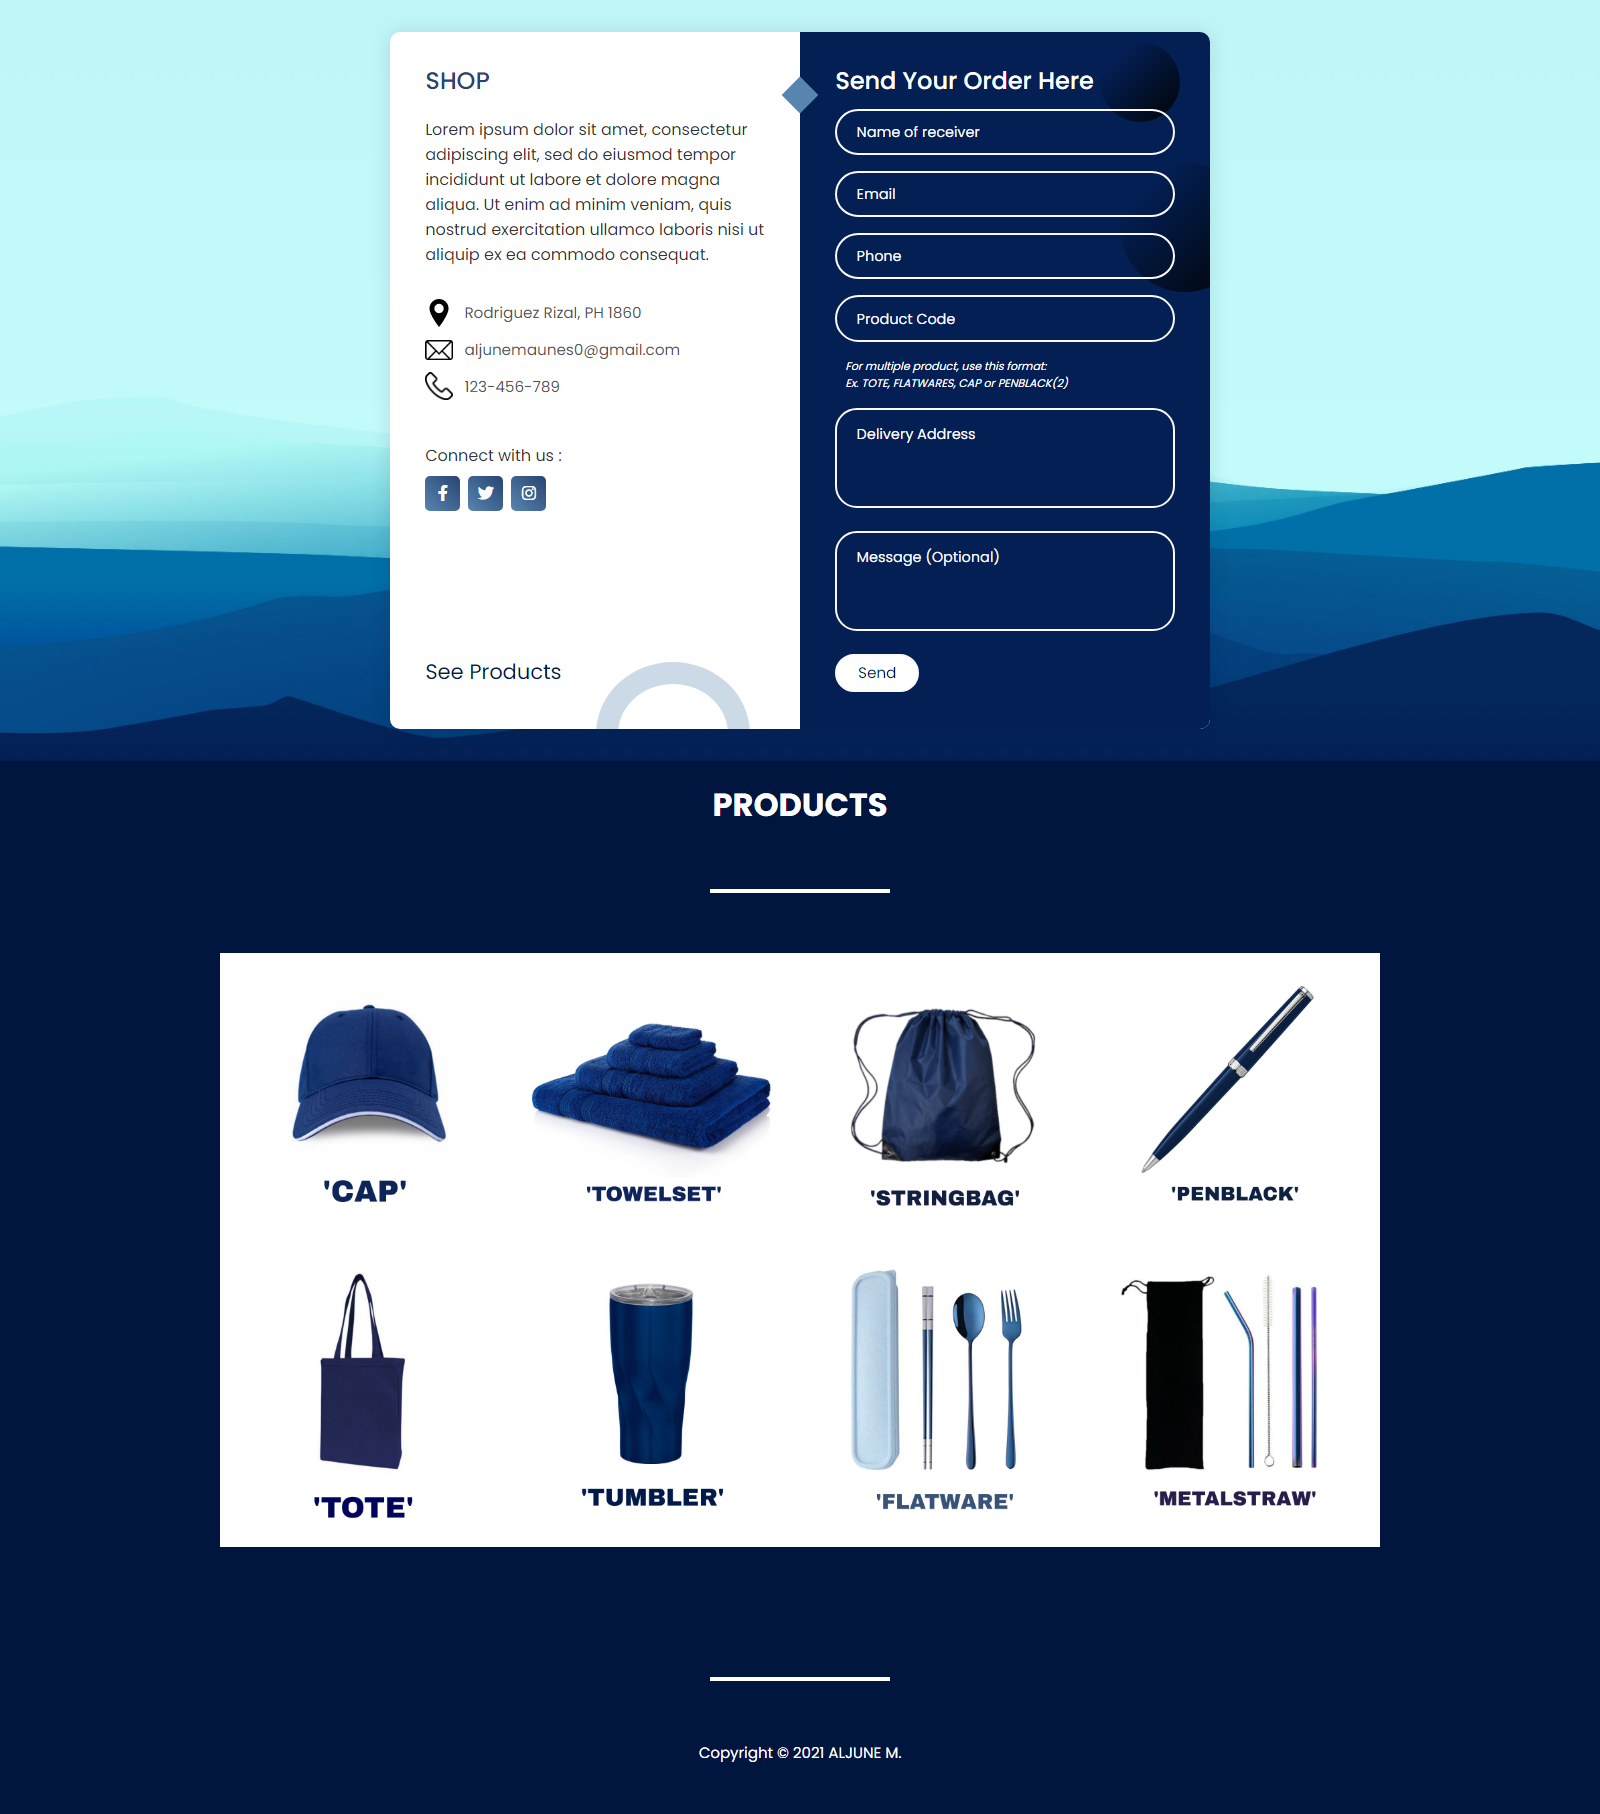 SHOP
Lorem ipsum dolor sit amet, consectetur
adipiscing elit, sed do eiusmod tempor
incididunt ut labore et dolore magna
aliqua. Ut enim ad minim veniam, quis
nostrud exercitation ullamco laboris nisi ut
aliquip ex ea commodo consequat.
Rodriguez Rizal, PH 1860
aljunemaunes0@gmail.com
123-456-789
Connect with us :
See Products
Send Your Order Here
Name of receiver
Email
Phone
Product Code
For multiple product, use this format:
Ex. TOTE, FLATWARES, CAP or PENBLACK(2)
Delivery Address
Message (Optional)
Send
PRODUCTS
'CAP'
'TOWELSET'
'STRINGBAG'
'PENBLACK'
'TOTE'
'TUMBLER'
'FLATWARE'
'METALSTRAW'
Copyright © 2021 ALJUNE M.